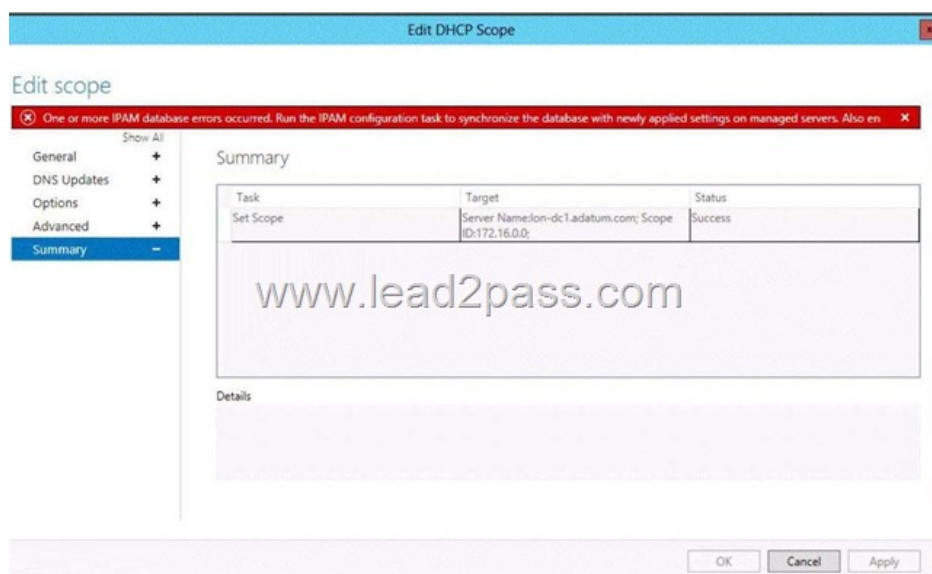 Edit DHCP Scope
x
Edit scope
One or more IPAM database errors occurred. Run the IPAM configuration task to synchronize the database with newly applied settings on managed servers. Also en
Show All
General +
DNS Updates +
Options +
Advanced +
Summary −
Summary
Task Target Status
Set Scope Server Name:lon-dc1.adatum.com; Scope Success
ID:172.16.0.0;
www.lead2pass.com
Details
OK Cancel Apply